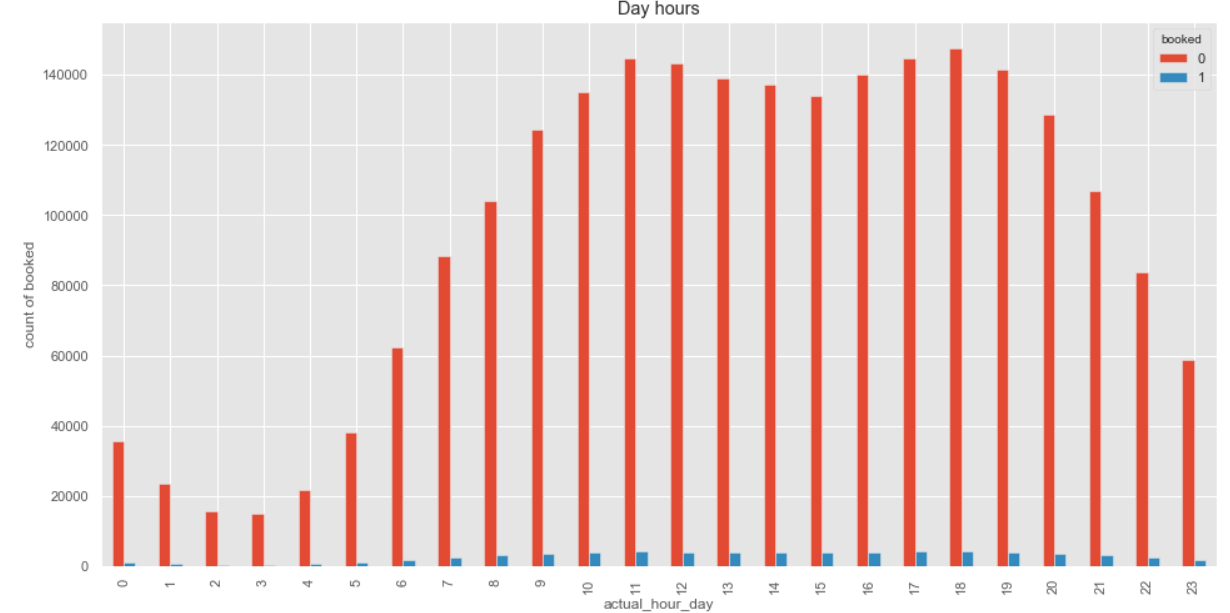 Day hours
booked
0
1
140000
120000
100000
80000
60000
40000
20000
0
count of booked
0 1 2 3 4 5 6 7 8 9 10 11 12 13 14 15 16 17 18 19 20 21 22 23
actual_hour_day